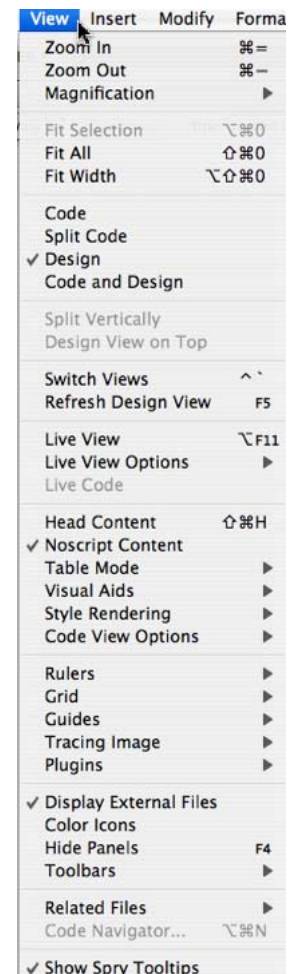 View Insert Modify Forma
Zoom In ⌘=
Zoom Out ⌘−
Magnification ▶
Fit Selection ⌥⌘0
Fit All ⇧⌘0
Fit Width ⌥⇧⌘0
Code
Split Code
✓ Design
Code and Design
Split Vertically
Design View on Top
Switch Views ^`
Refresh Design View F5
Live View ⌥F11
Live View Options ▶
Live Code
Head Content ⇧⌘H
✓ Noscript Content
Table Mode ▶
Visual Aids ▶
Style Rendering ▶
Code View Options ▶
Rulers ▶
Grid ▶
Guides ▶
Tracing Image ▶
Plugins ▶
✓ Display External Files
Color Icons
Hide Panels F4
Toolbars ▶
Related Files ▶
Code Navigator... ⌥⌘N
✓ Show Spry Tooltips